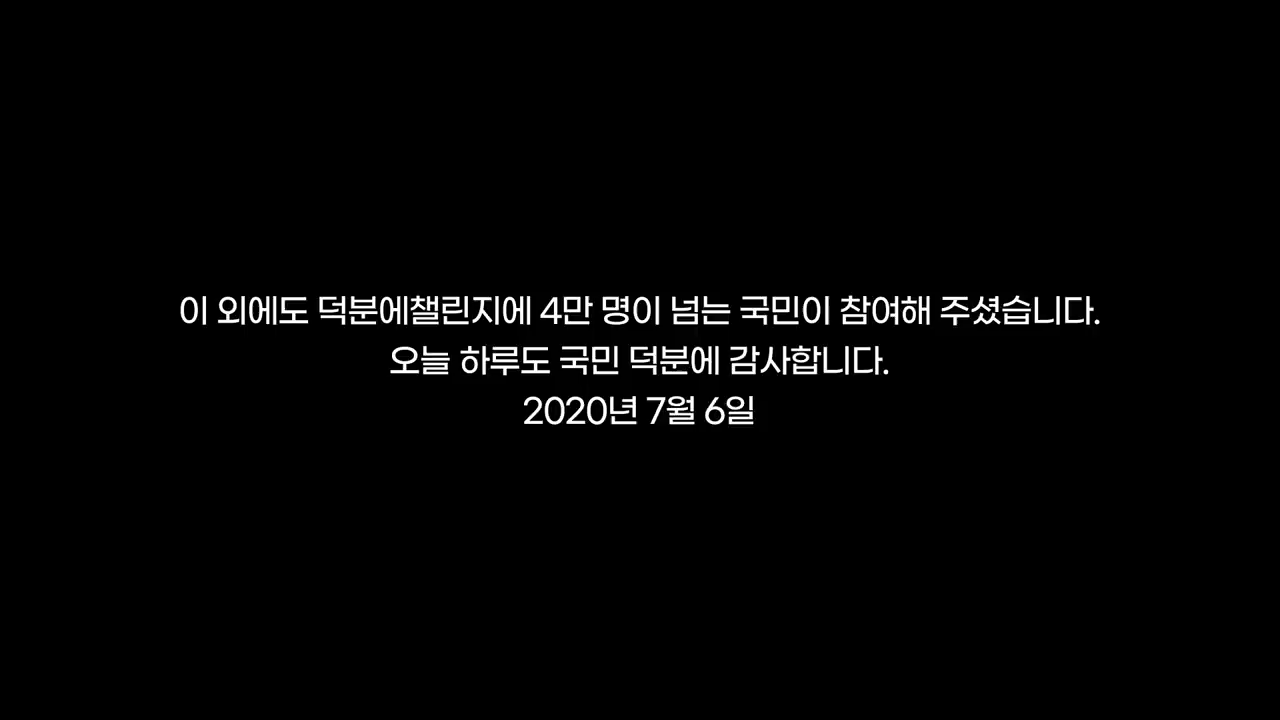 이 외에도 덕분에챌린지에 4만 명이 넘는 국민이 참여해 주셨습니다.
오늘 하루도 국민 덕분에 감사합니다.
2020년 7월 6일